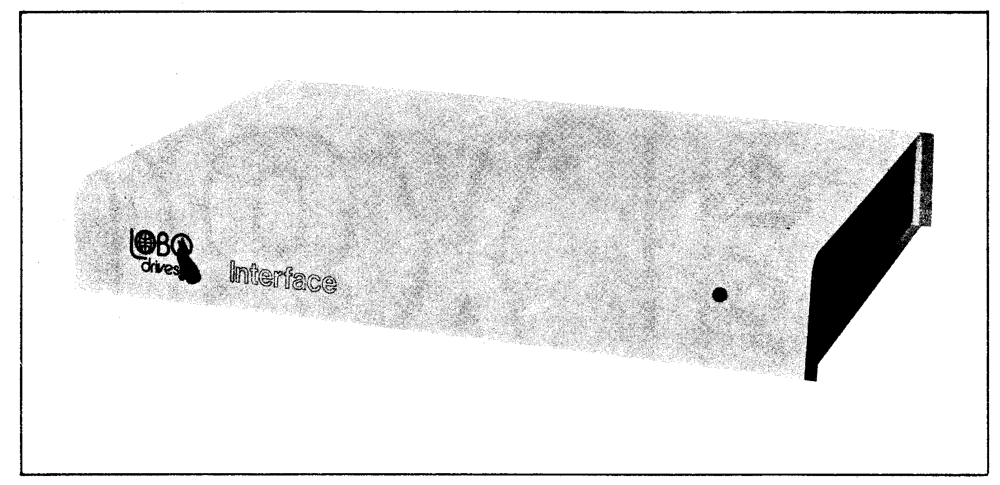 LOBO
drives
Interface